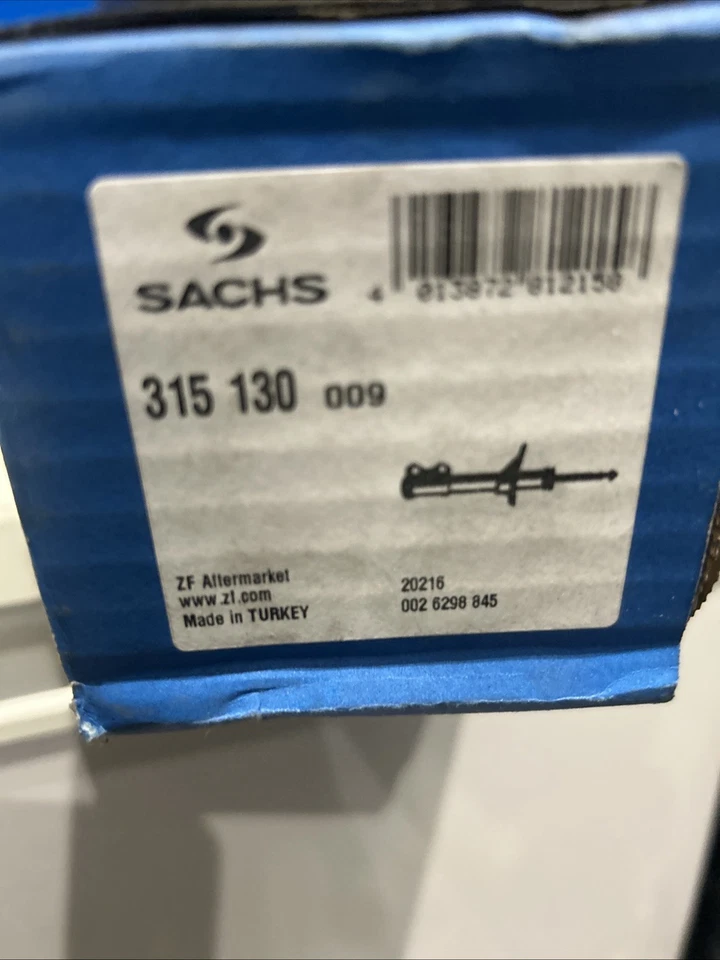 SACHS
4 013872 812150
315 130 009
ZF Aftermarket
www.zf.com
Made in TURKEY
20216
002 6298 845